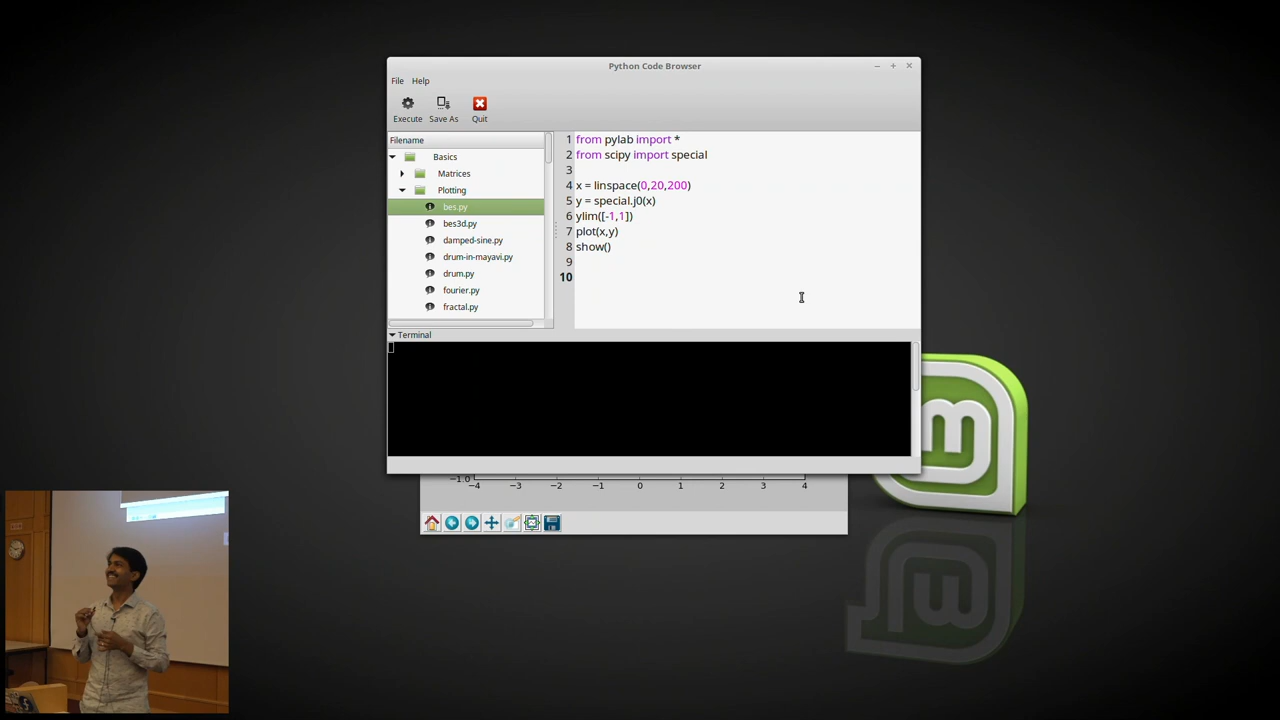 Python Code Browser
File Help
Execute Save As Quit
Filename
Basics
Matrices
Plotting
bes.py
bes3d.py
damped-sine.py
drum-in-mayavi.py
drum.py
fourier.py
fractal.py
1 from pylab import *
2 from scipy import special
3
4 x = linspace(0,20,200)
5 y = special.j0(x)
6 ylim([-1,1])
7 plot(x,y)
8 show()
9
10
Terminal
−1.0
−4 −3 −2 −1 0 1 2 3 4